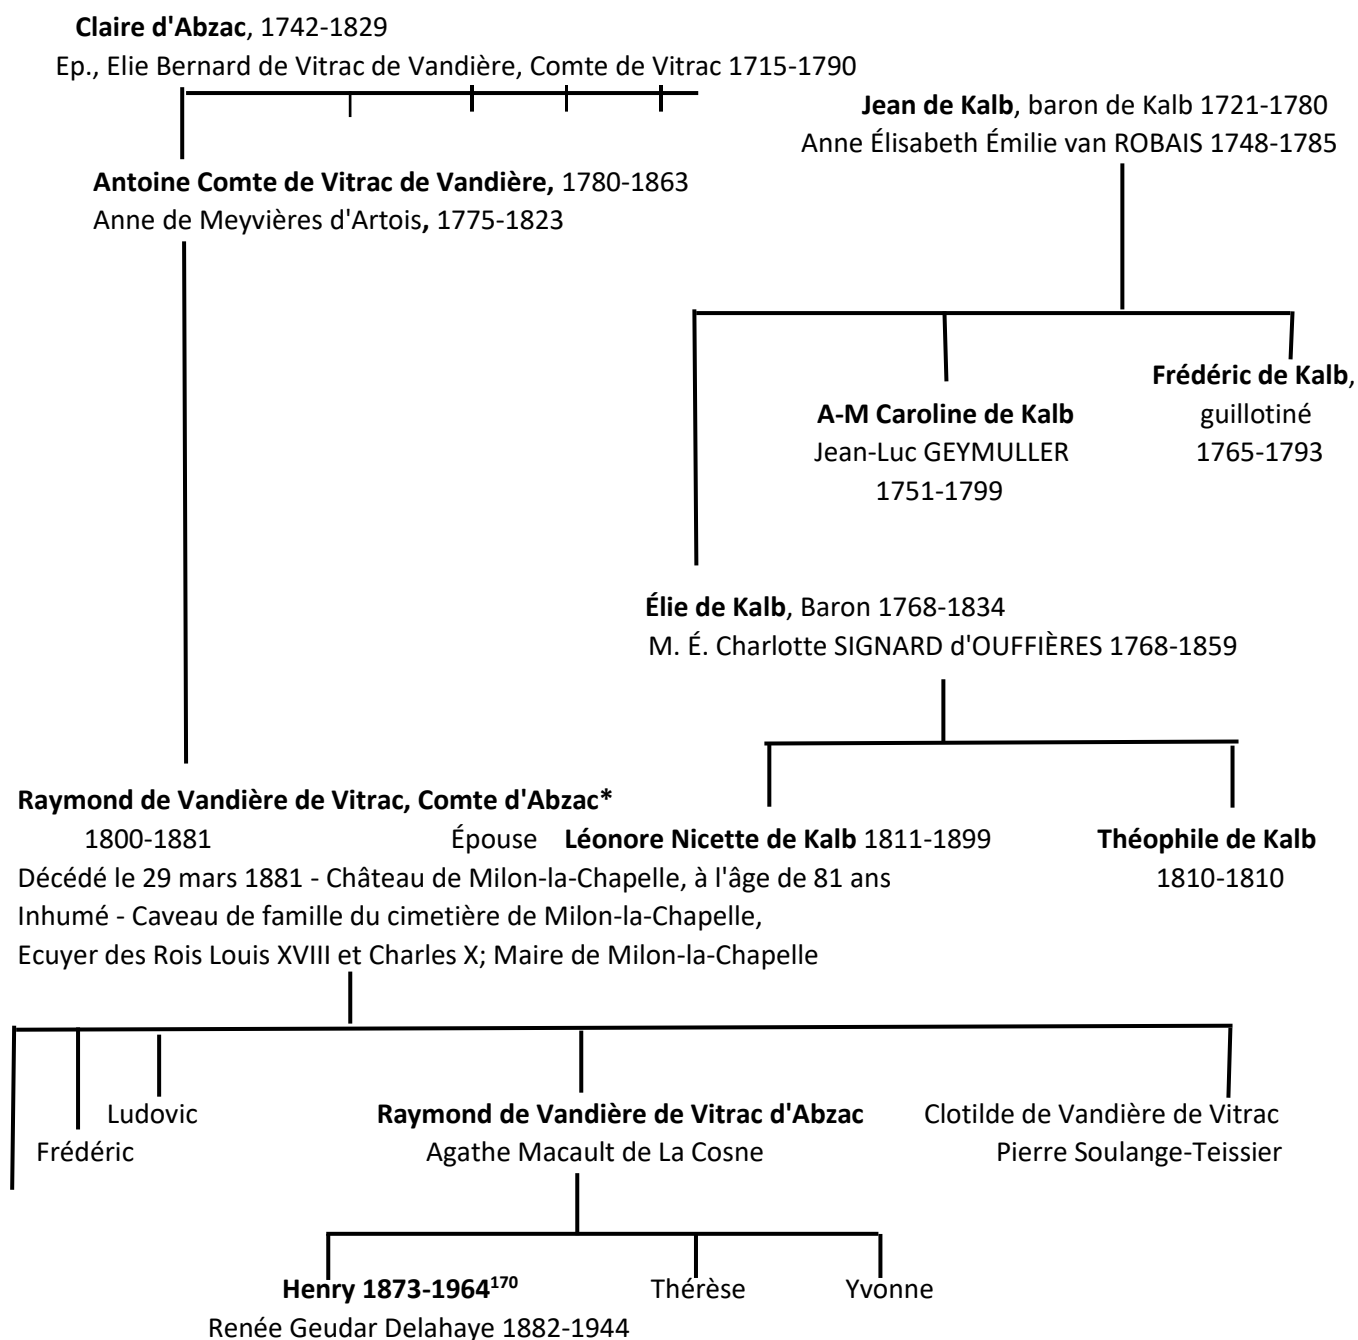 Claire d'Abzac, 1742-1829
Ep., Elie Bernard de Vitrac de Vandière, Comte de Vitrac 1715-1790
Jean de Kalb, baron de Kalb 1721-1780
Anne Élisabeth Émilie van ROBAIS 1748-1785
Antoine Comte de Vitrac de Vandière, 1780-1863
Anne de Meyvières d'Artois, 1775-1823
Frédéric de Kalb,
guillotiné
1765-1793
A-M Caroline de Kalb
Jean-Luc GEYMULLER
1751-1799
Élie de Kalb, Baron 1768-1834
M. É. Charlotte SIGNARD d'OUFFIÈRES 1768-1859
Raymond de Vandière de Vitrac, Comte d'Abzac*
1800-1881 Épouse Léonore Nicette de Kalb 1811-1899
Théophile de Kalb
1810-1810
Décédé le 29 mars 1881 - Château de Milon-la-Chapelle, à l'âge de 81 ans
Inhumé - Caveau de famille du cimetière de Milon-la-Chapelle,
Ecuyer des Rois Louis XVIII et Charles X; Maire de Milon-la-Chapelle
Ludovic
Frédéric
Raymond de Vandière de Vitrac d'Abzac
Agathe Macault de La Cosne
Clotilde de Vandière de Vitrac
Pierre Soulange-Teissier
Henry 1873-1964¹⁷⁰
Renée Geudar Delahaye 1882-1944
Thérèse
Yvonne